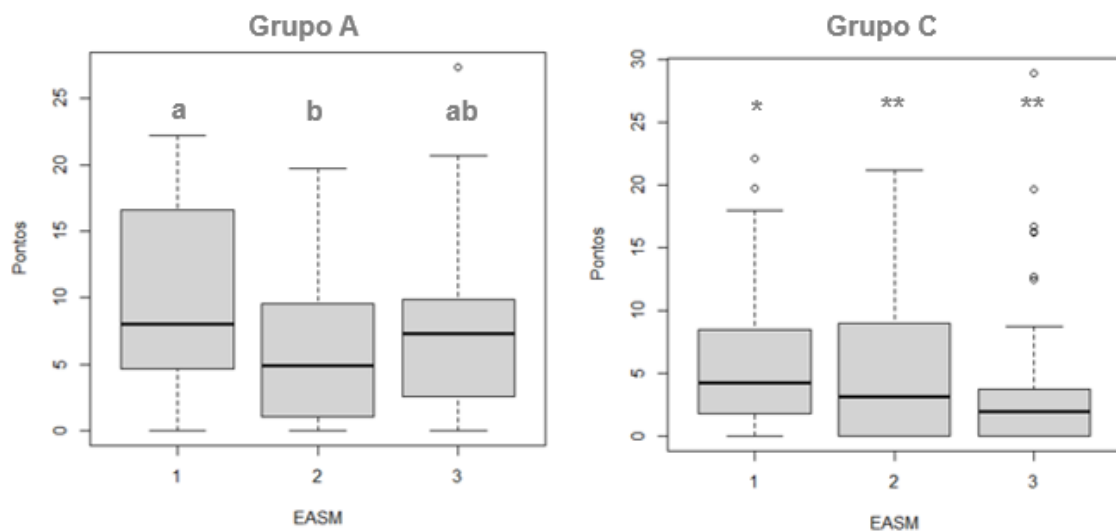 Grupo A
a b ab
Pontos
0 5 10 15 20 25
1 2 3
EASM
Grupo C
* ** **
Pontos
0 5 10 15 20 25 30
1 2 3
EASM